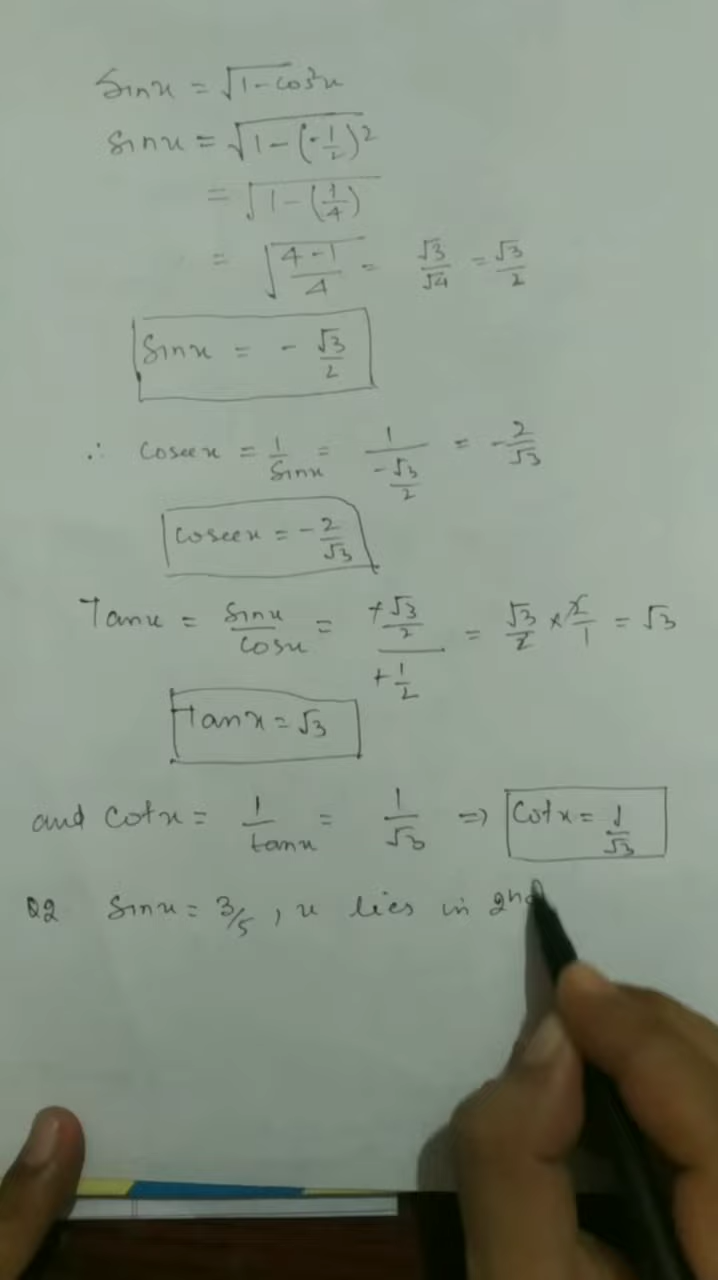 Sinx = √1-cos²x
Sinx = √1-(-1/2)²
= √1-(1/4)
= √4-1/4 = √3/√4 = √3/2
Sinx = - √3/2
∴ Cosecx = 1/Sinx = 1/-√3/2 = -2/√3
Cosecx = -2/√3
Tanx = Sinx/Cosx = +√3/2/+1/2 = √3/2 × 2/1 = √3
Tanx = √3
and Cotx = 1/tanx = 1/√3 ⇒ Cotx = 1/√3
Q2 Sinx = 3/5, x lies in 2nd